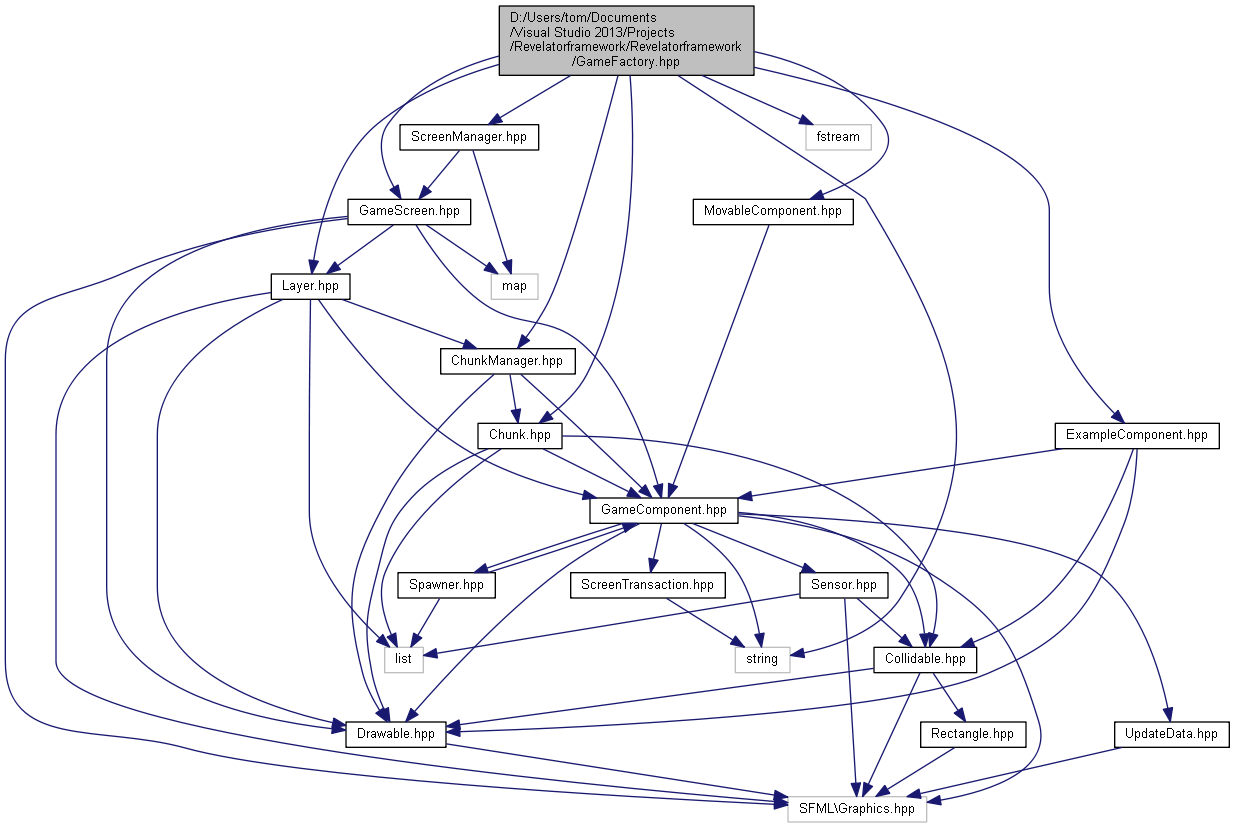 D:/Users/tom/Documents
/Visual Studio 2013/Projects
/Revelatorframework/Revelatorframework
/GameFactory.hpp
ScreenManager.hpp
fstream
GameScreen.hpp
MovableComponent.hpp
Layer.hpp
map
ChunkManager.hpp
Chunk.hpp
ExampleComponent.hpp
GameComponent.hpp
Spawner.hpp
ScreenTransaction.hpp
Sensor.hpp
list
string
Collidable.hpp
Drawable.hpp
Rectangle.hpp
UpdateData.hpp
SFML\Graphics.hpp